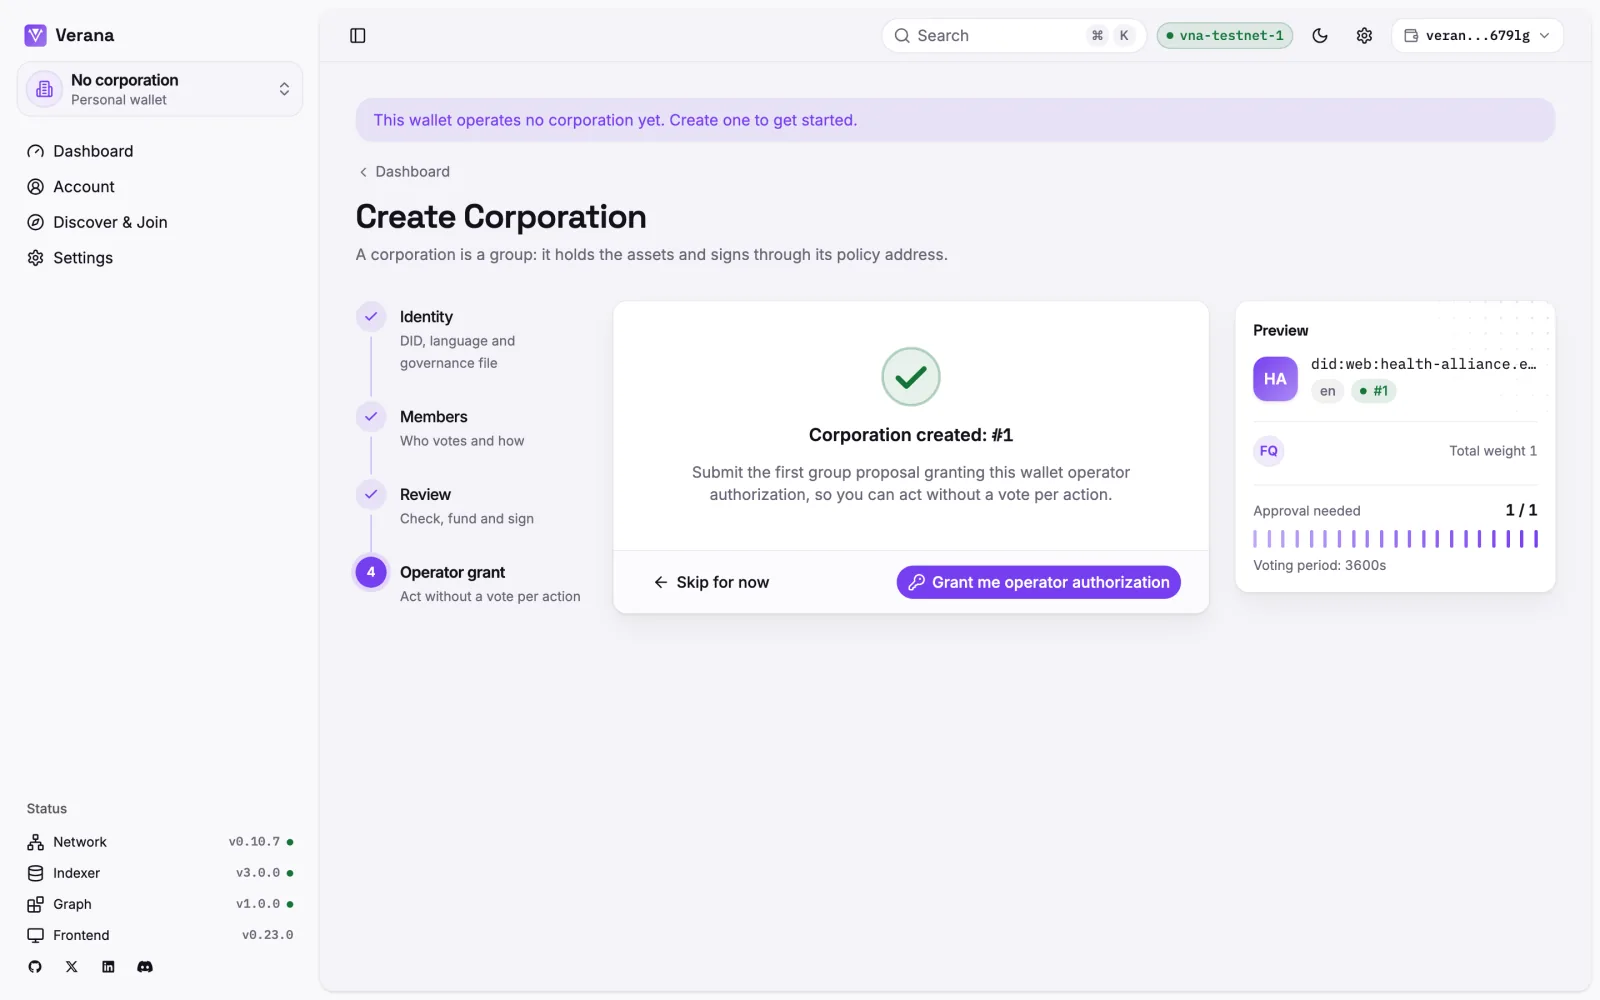 Verana
No corporation
Personal wallet
Dashboard
Account
Discover & Join
Settings
Status
Network v0.10.7
Indexer v3.0.0
Graph v1.0.0
Frontend v0.23.0
Search ⌘ K
vna-testnet-1
veran...679lg
This wallet operates no corporation yet. Create one to get started.
Dashboard
Create Corporation
A corporation is a group: it holds the assets and signs through its policy address.
Identity
DID, language and
governance file
Members
Who votes and how
Review
Check, fund and sign
4
Operator grant
Act without a vote per action
Corporation created: #1
Submit the first group proposal granting this wallet operator
authorization, so you can act without a vote per action.
Skip for now
Grant me operator authorization
Preview
HA
did:web:health-alliance.e…
en #1
FQ
Total weight 1
Approval needed 1 / 1
Voting period: 3600s